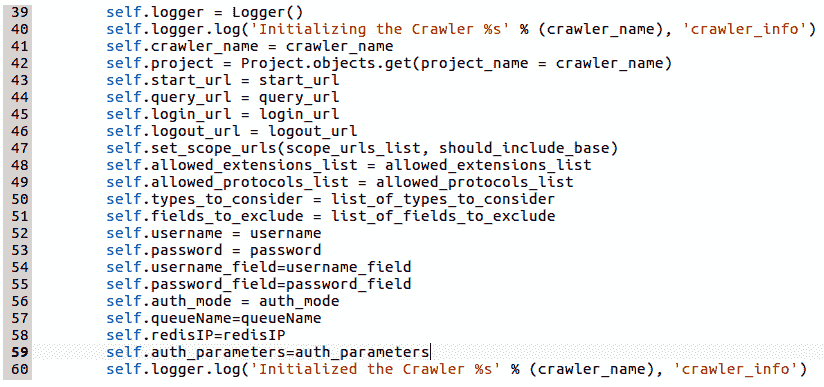 39 self.logger = Logger()
40 self.logger.log('Initializing the Crawler %s' % (crawler_name), 'crawler_info')
41 self.crawler_name = crawler_name
42 self.project = Project.objects.get(project_name = crawler_name)
43 self.start_url = start_url
44 self.query_url = query_url
45 self.login_url = login_url
46 self.logout_url = logout_url
47 self.set_scope_urls(scope_urls_list, should_include_base)
48 self.allowed_extensions_list = allowed_extensions_list
49 self.allowed_protocols_list = allowed_protocols_list
50 self.types_to_consider = list_of_types_to_consider
51 self.fields_to_exclude = list_of_fields_to_exclude
52 self.username = username
53 self.password = password
54 self.username_field=username_field
55 self.password_field=password_field
56 self.auth_mode = auth_mode
57 self.queueName=queueName
58 self.redisIP=redisIP
59 self.auth_parameters=auth_parameters
60 self.logger.log('Initialized the Crawler %s' % (crawler_name), 'crawler_info')